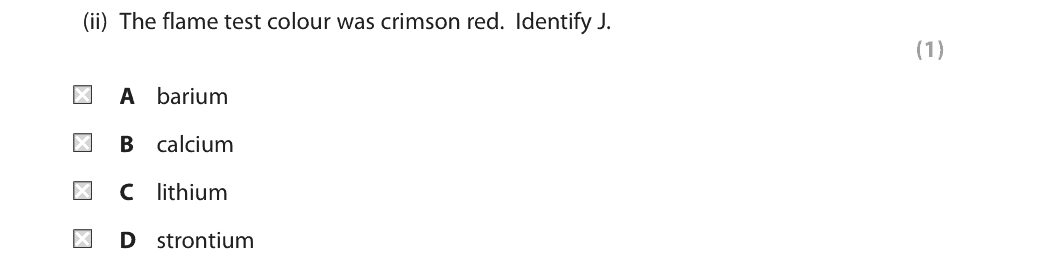 (ii) The flame test colour was crimson red. Identify J.
(1)
A barium
B calcium
C lithium
D strontium